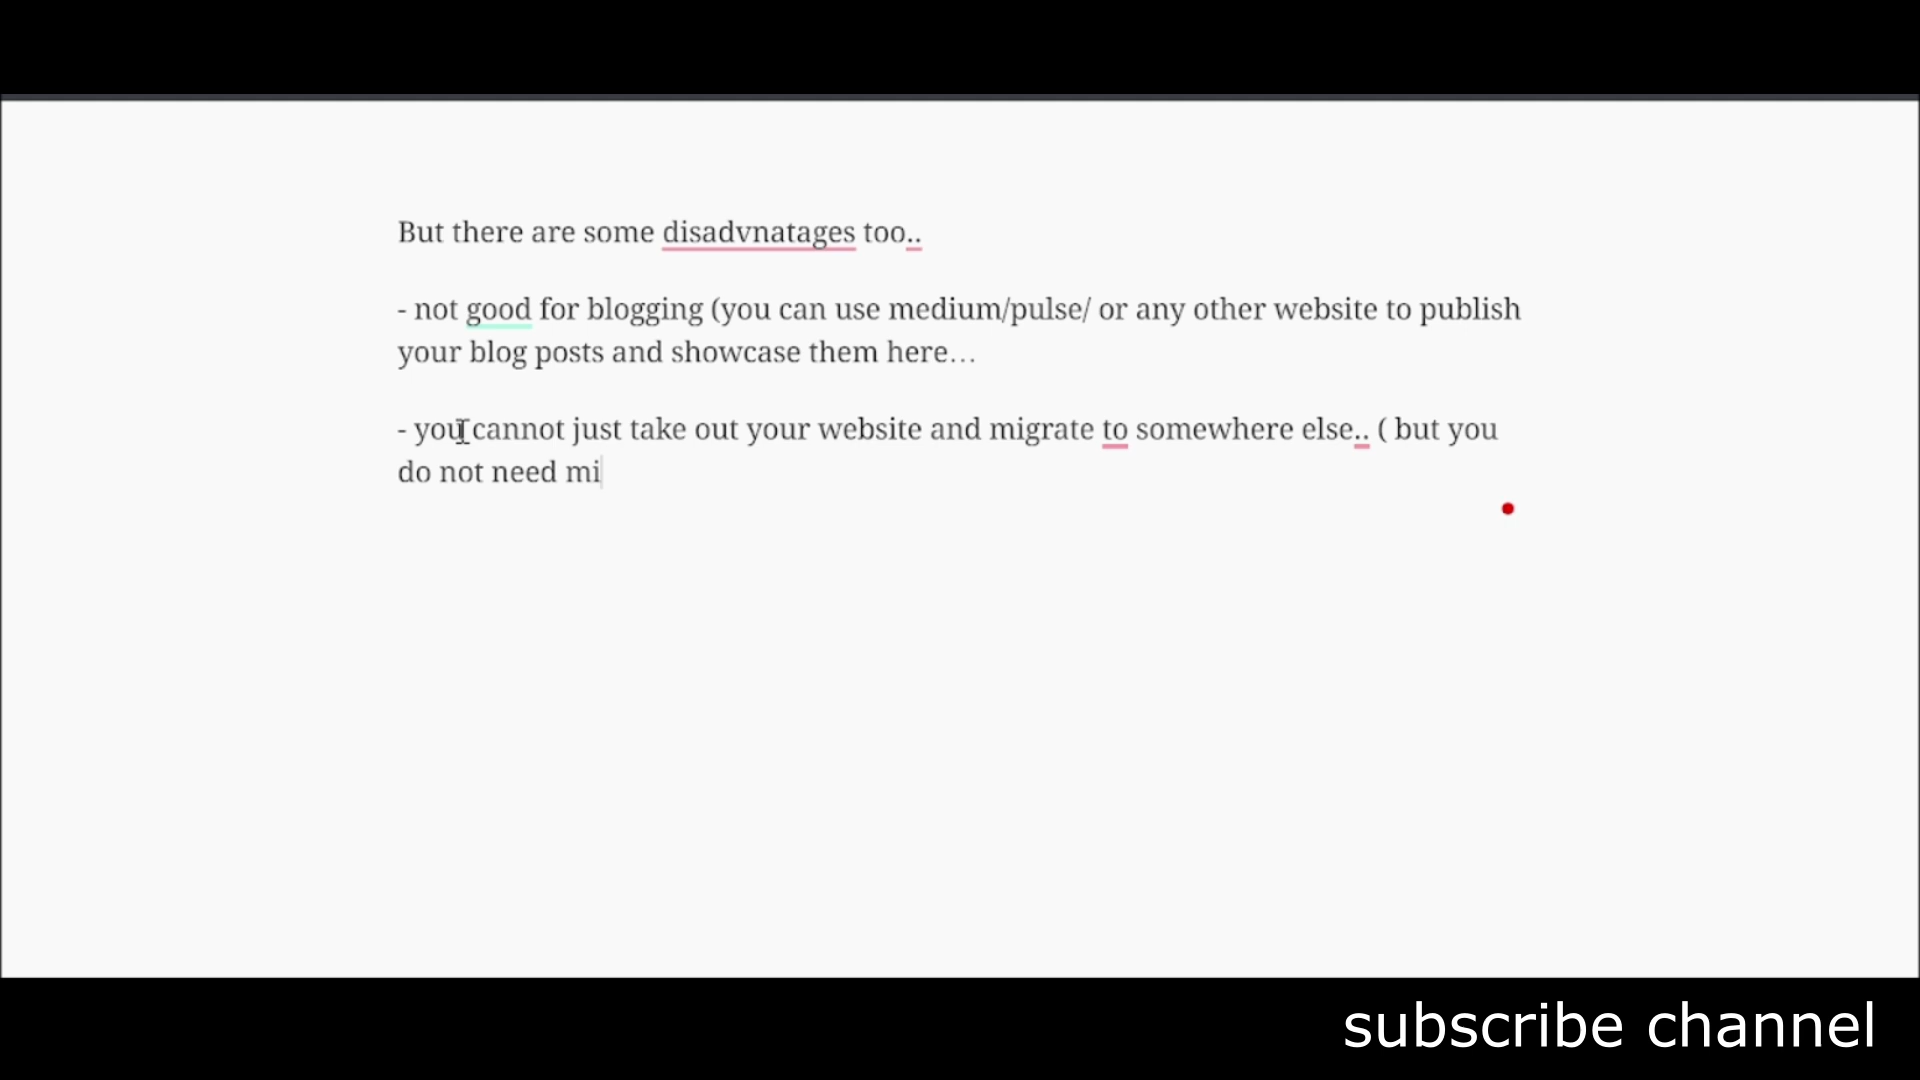 But there are some disadvnatages too..
- not good for blogging (you can use medium/pulse/ or any other website to publish
your blog posts and showcase them here...
- you cannot just take out your website and migrate to somewhere else.. ( but you
do not need mi
subscribe channel